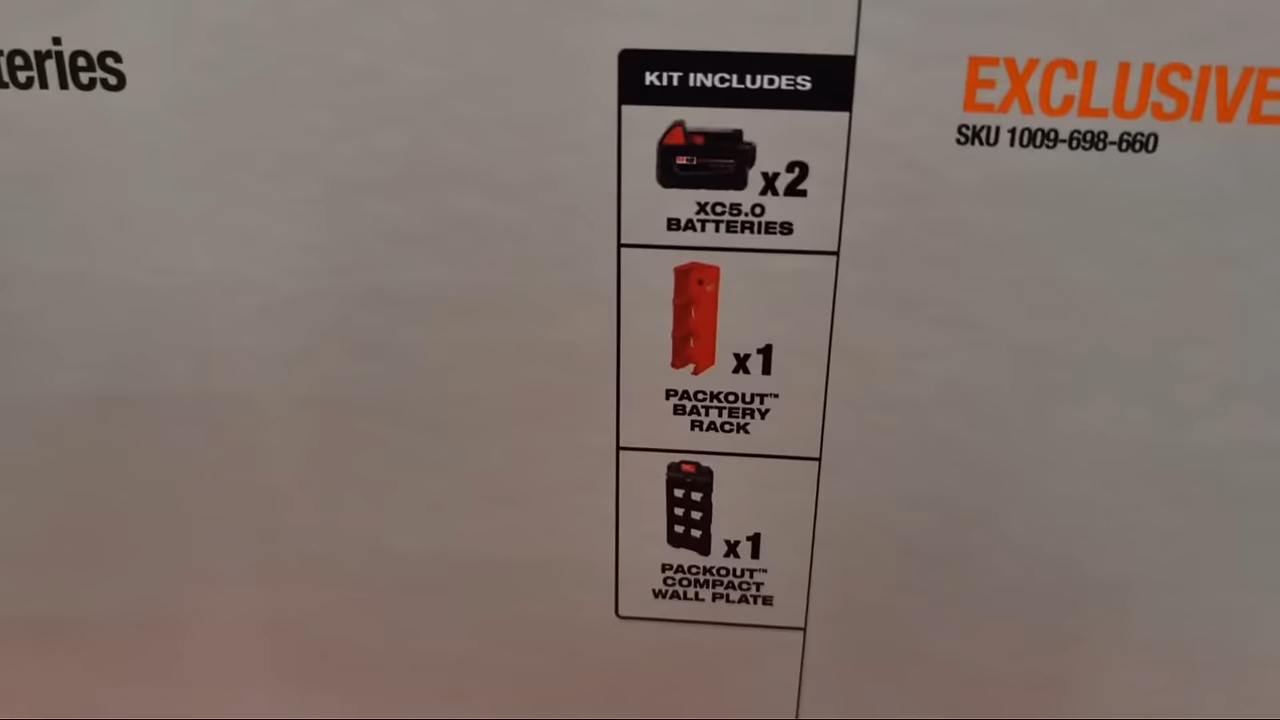 teries
KIT INCLUDES
x2
XC5.0
BATTERIES
x1
PACKOUT™
BATTERY
RACK
x1
PACKOUT™
COMPACT
WALL PLATE
EXCLUSIVE
SKU 1009-698-660